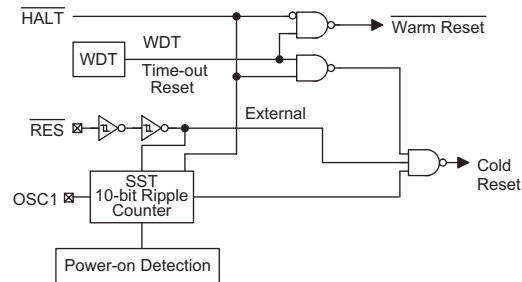 HALT
WDT
WDT
Time-out
Reset
Warm Reset
RES
External
Cold
Reset
OSC1
SST
10-bit Ripple
Counter
Power-on Detection